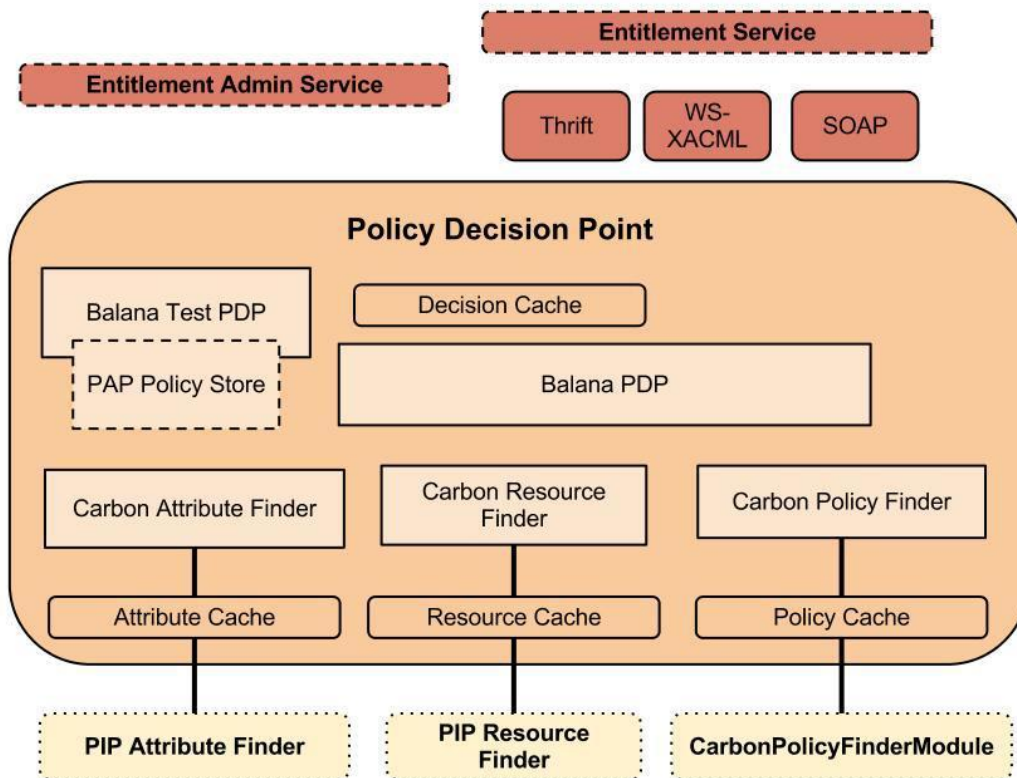 Entitlement Service
Entitlement Admin Service
Thrift
WS-
XACML
SOAP
Policy Decision Point
Balana Test PDP
Decision Cache
PAP Policy Store
Balana PDP
Carbon Attribute Finder
Carbon Resource
Finder
Carbon Policy Finder
Attribute Cache
Resource Cache
Policy Cache
PIP Attribute Finder
PIP Resource
Finder
CarbonPolicyFinderModule